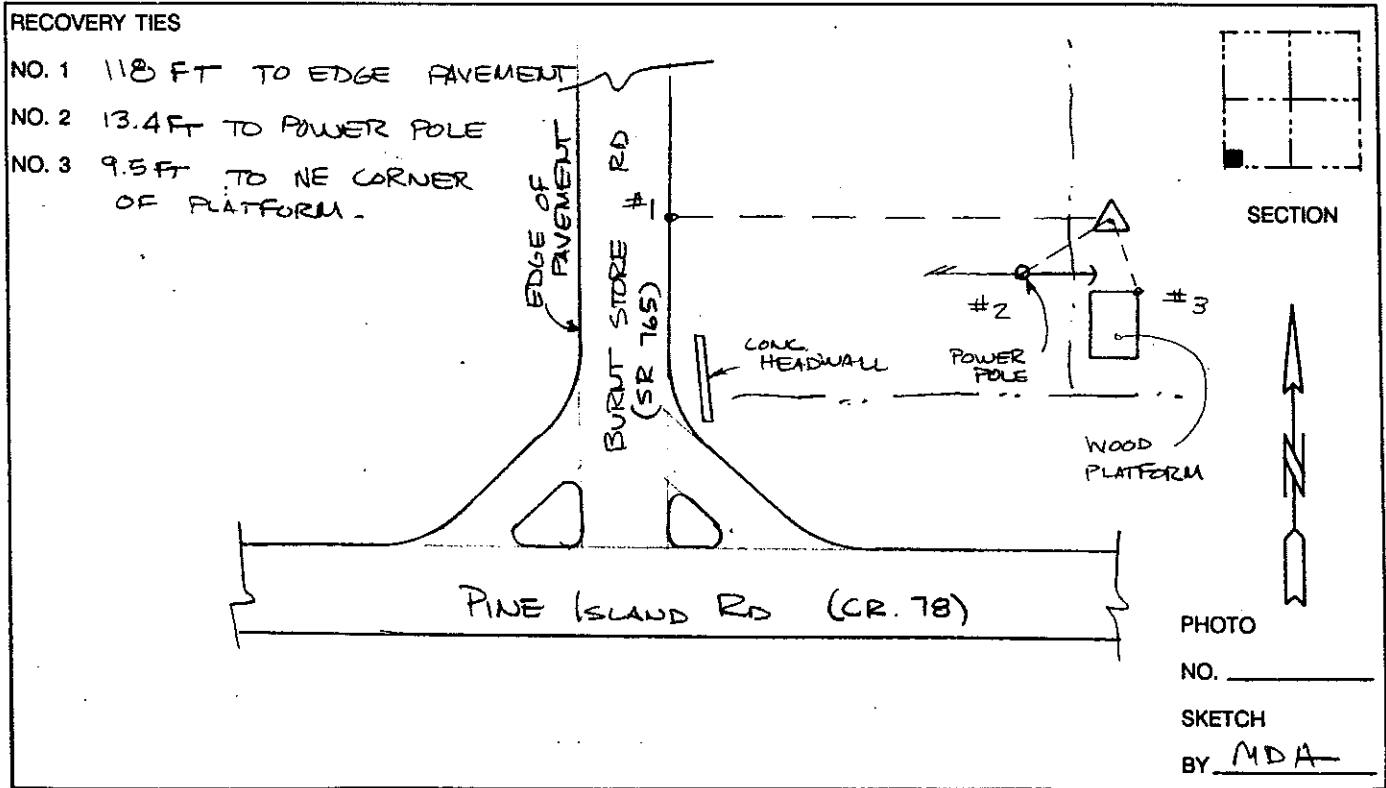 RECOVERY TIES
NO. 1 118 FT TO EDGE PAVEMENT
NO. 2 13.4 FT TO POWER POLE
NO. 3 9.5 FT TO NE CORNER
OF PLATFORM.
EDGE OF
PAVEMENT
BURNT STORE RD
(SR 765)
#1
#2
#3
CONC.
HEADWALL
POWER
POLE
WOOD
PLATFORM
PINE ISLAND RD (CR. 78)
SECTION
N
PHOTO
NO.
SKETCH
BY MDA